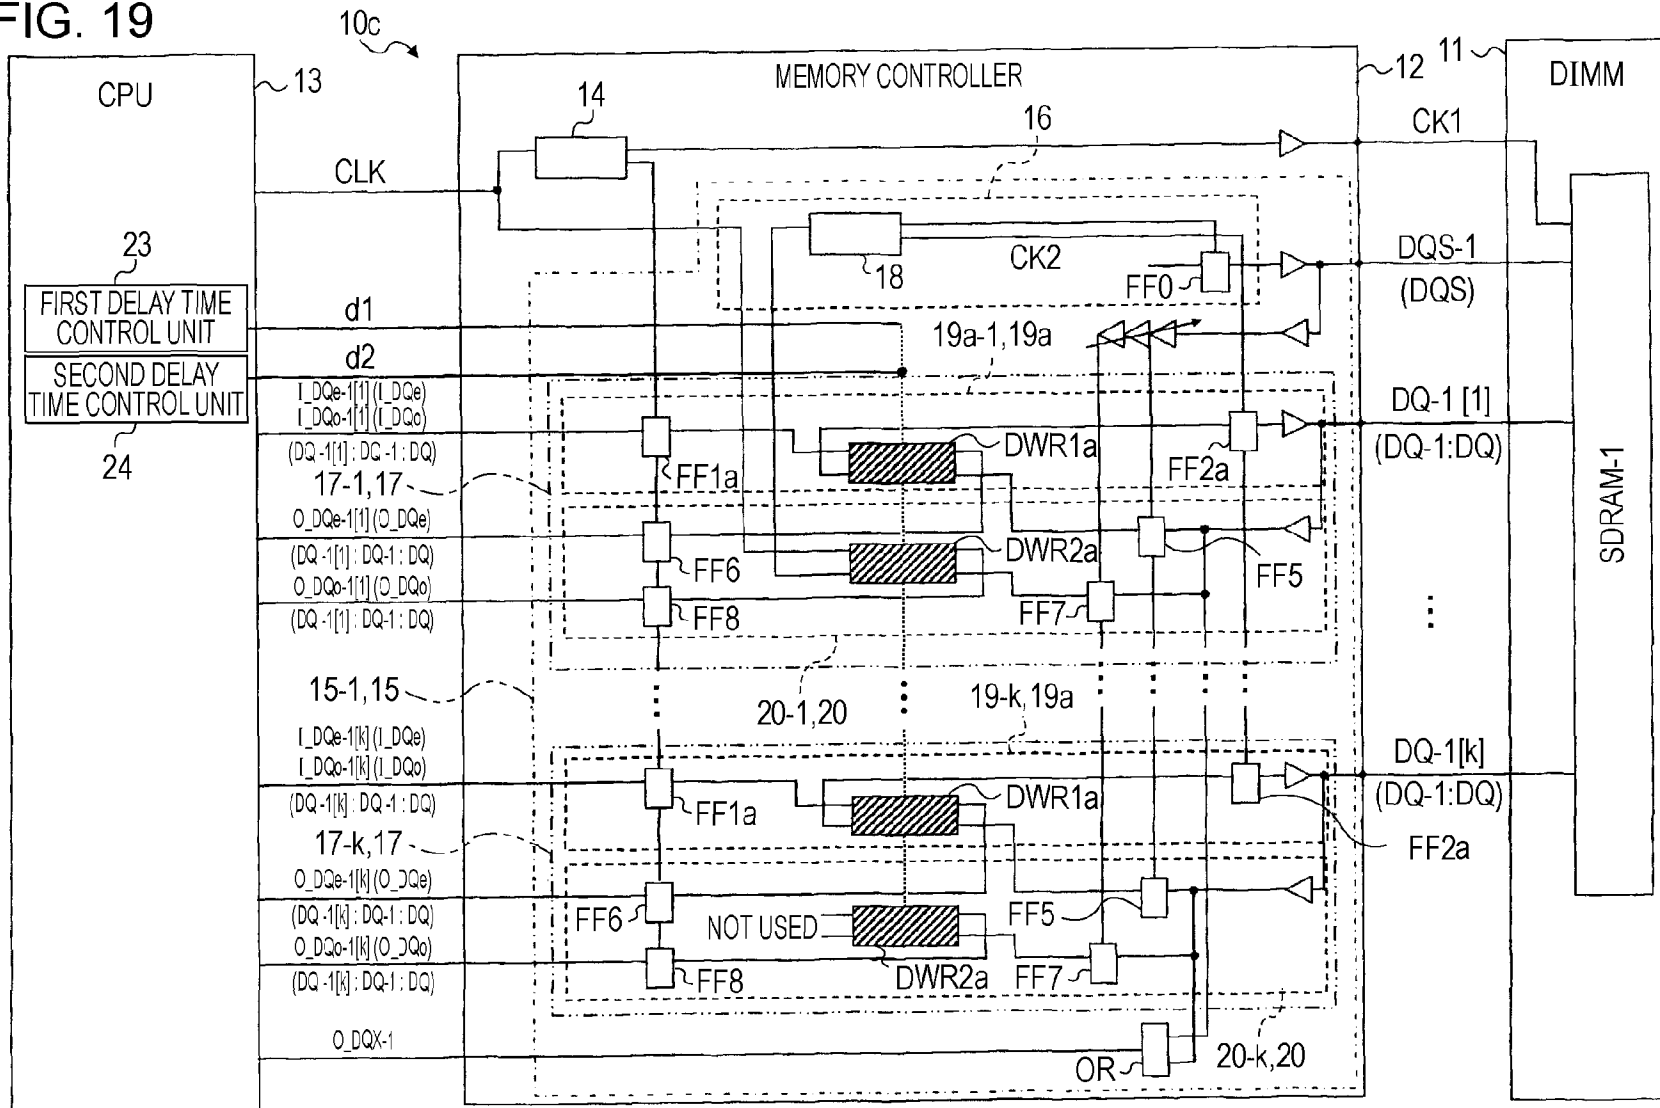 FIG. 19
10c
CPU
13
MEMORY CONTROLLER
12
11
DIMM
14
16
CK1
CLK
18
CK2
FF0
DQS-1
(DQS)
23
FIRST DELAY TIME
CONTROL UNIT
d1
19a-1,19a
d2
SECOND DELAY
TIME CONTROL UNIT
24
I_DQe-1[1](I_DQe)
I_DQo-1[1](I_DQo)
(DQ-1[1]:DQ-1:DQ)
FF1a
DWR1a
FF2a
DQ-1 [1]
(DQ-1:DQ)
SDRAM-1
17-1,17
O_DQe-1[1](O_DQe)
(DQ-1[1]:DQ-1:DQ)
FF6
DWR2a
FF5
O_DQo-1[1](O_DQo)
(DQ-1[1]:DQ-1:DQ)
FF8
FF7
15-1,15
20-1,20
19-k,19a
I_DQe-1[k](I_DQe)
I_DQo-1[k](I_DQo)
(DQ-1[k]:DQ-1:DQ)
FF1a
DWR1a
DQ-1[k]
(DQ-1:DQ)
FF2a
17-k,17
O_DQe-1[k](O_DQe)
(DQ-1[k]:DQ-1:DQ)
FF6
NOT USED
FF5
O_DQo-1[k](O_DQo)
(DQ-1[k]:DQ-1:DQ)
FF8
DWR2a
FF7
O_DQX-1
OR
20-k,20